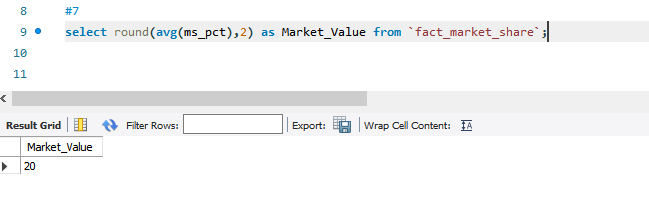 8
#7
9 select round(avg(ms_pct),2) as Market_Value from `fact_market_share`;
10
11
Result Grid Filter Rows: Export: Wrap Cell Content: IA
Market_Value
20